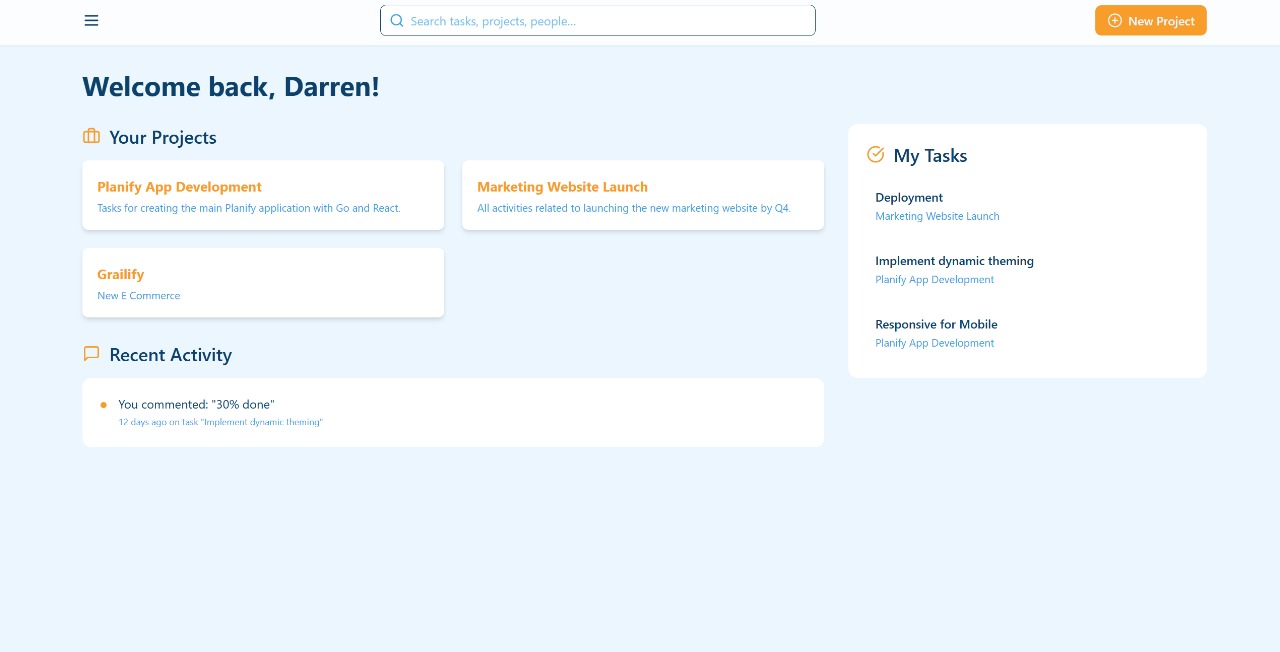 Search tasks, projects, people...
New Project
Welcome back, Darren!
Your Projects
Planify App Development
Tasks for creating the main Planify application with Go and React.
Marketing Website Launch
All activities related to launching the new marketing website by Q4.
Grailify
New E Commerce
Recent Activity
You commented: "30% done"
12 days ago on task "Implement dynamic theming"
My Tasks
Deployment
Marketing Website Launch
Implement dynamic theming
Planify App Development
Responsive for Mobile
Planify App Development